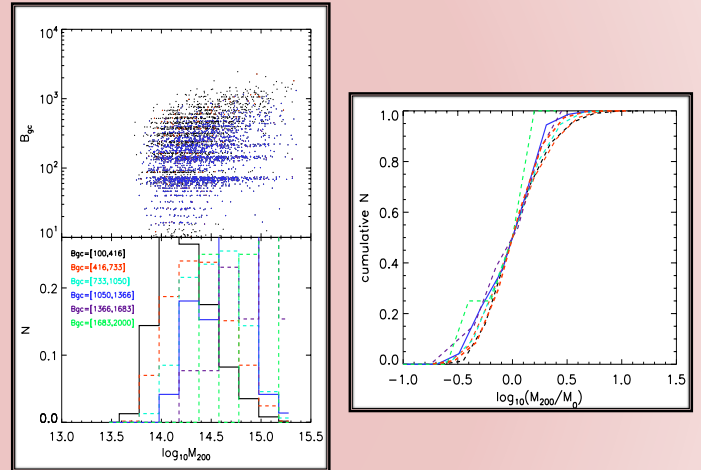 10⁴
10³
10²
10¹
B_gc
0.2
0.1
0.0
N
Bgc=[100,416]
Bgc=[416,733]
Bgc=[733,1050]
Bgc=[1050,1366]
Bgc=[1366,1683]
Bgc=[1683,2000]
13.0 13.5 14.0 14.5 15.0 15.5
log₁₀M₂₀₀
1.0
0.8
0.6
0.4
0.2
0.0
cumulative N
-1.0 -0.5 0.0 0.5 1.0 1.5
log₁₀(M₂₀₀/M₀)